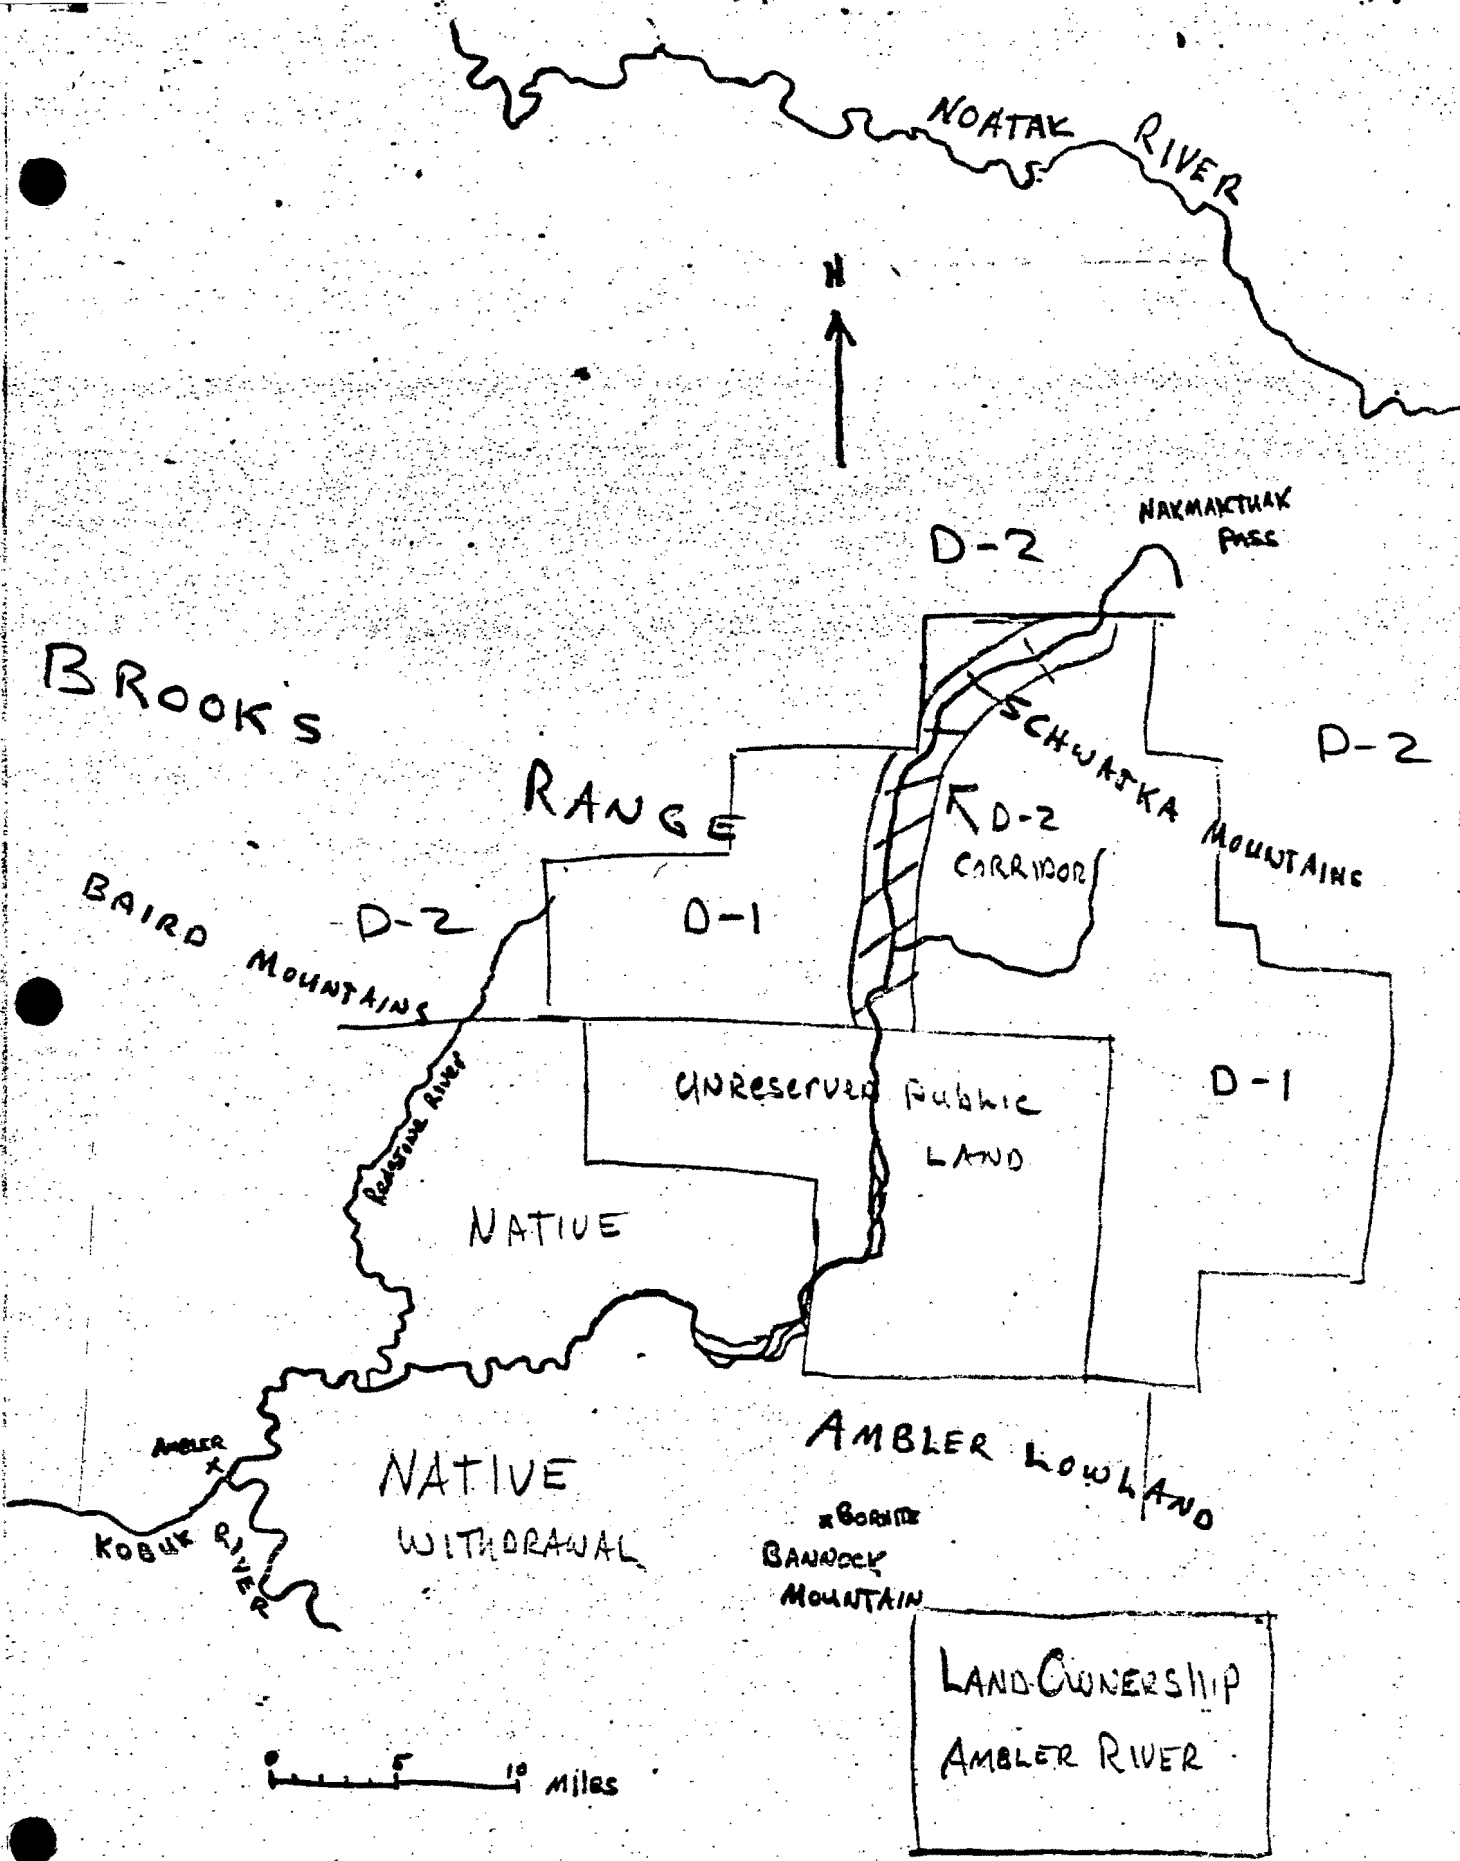 NOATAK RIVER
N
NAKMAKTUAK
PASS
D-2
BROOKS RANGE
SCHWATKA MOUNTAINS
D-2
D-2
CORRIDOR
BAIRD MOUNTAINS
D-2
D-1
Redstone River
UNReserved Public
LAND
D-1
NATIVE
AMBLER LOWLAND
AMBLER
x
NATIVE
WITHDRAWAL
KOBUK RIVER
x BORNITE
BANNOCK
MOUNTAIN
LAND OWNERSHIP
AMBLER RIVER
0 5 10 Miles